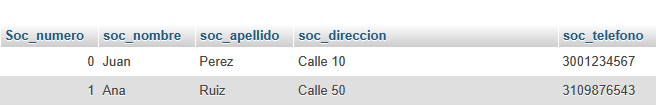 Soc_numero soc_nombre soc_apellido soc_direccion soc_telefono
0 Juan Perez Calle 10 3001234567
1 Ana Ruiz Calle 50 3109876543